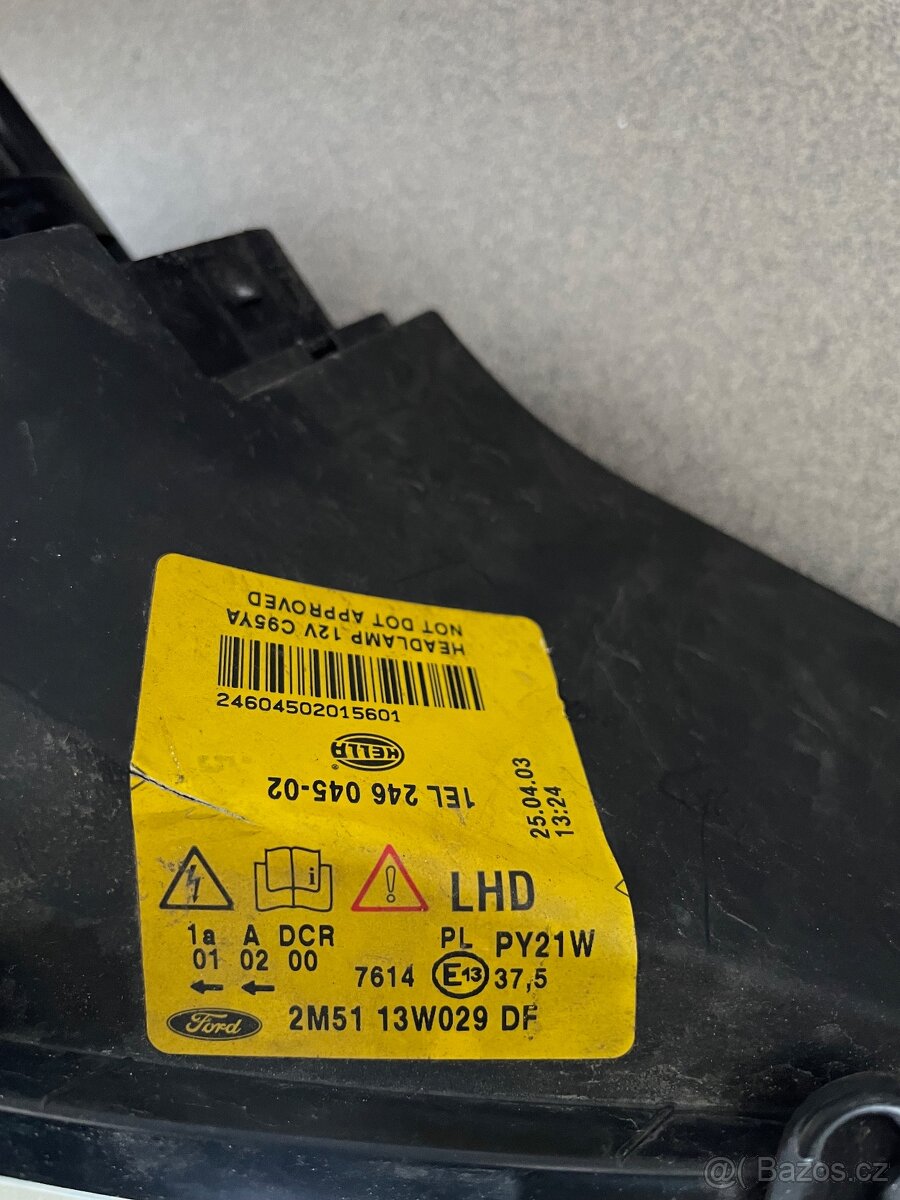 HEADLAMP 12V C95YA
NOT DOT APPROVED
24604502015601
HELLA
®
1EL 246 045-02
25.04.03
13:24
i
LHD
1a A DCR PL PY21W
01 02 00 7614 E13 37,5
Ford 2M51 13W029 DF
@( Bazoš.cz